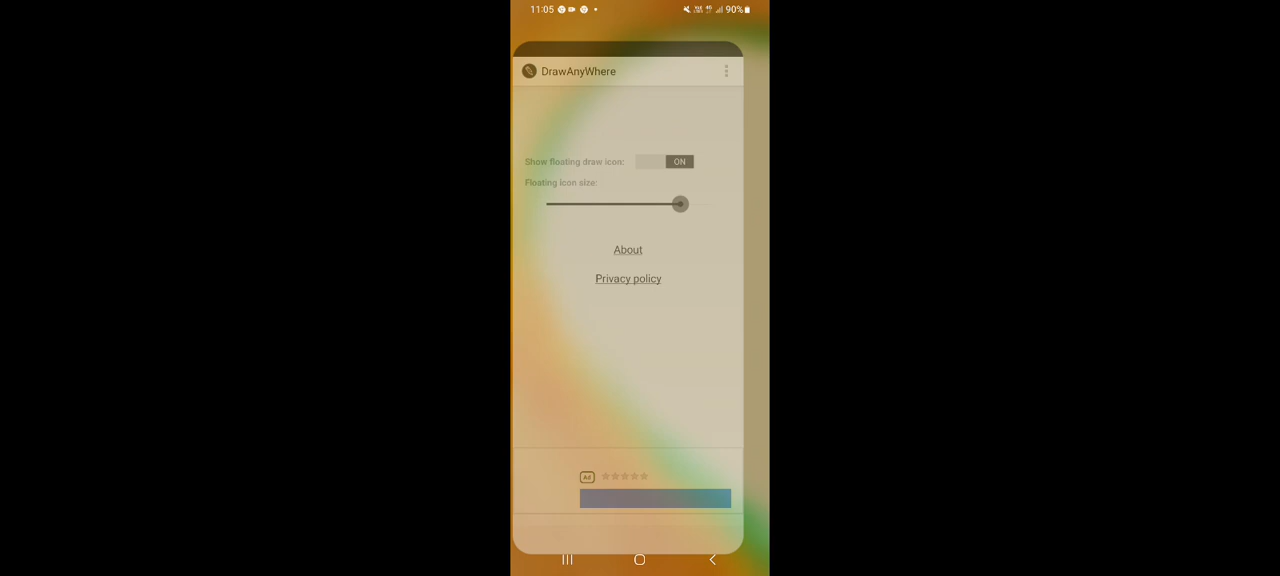 11:05 90%
DrawAnyWhere
Show floating draw icon: ON
Floating icon size:
About
Privacy policy
Ad